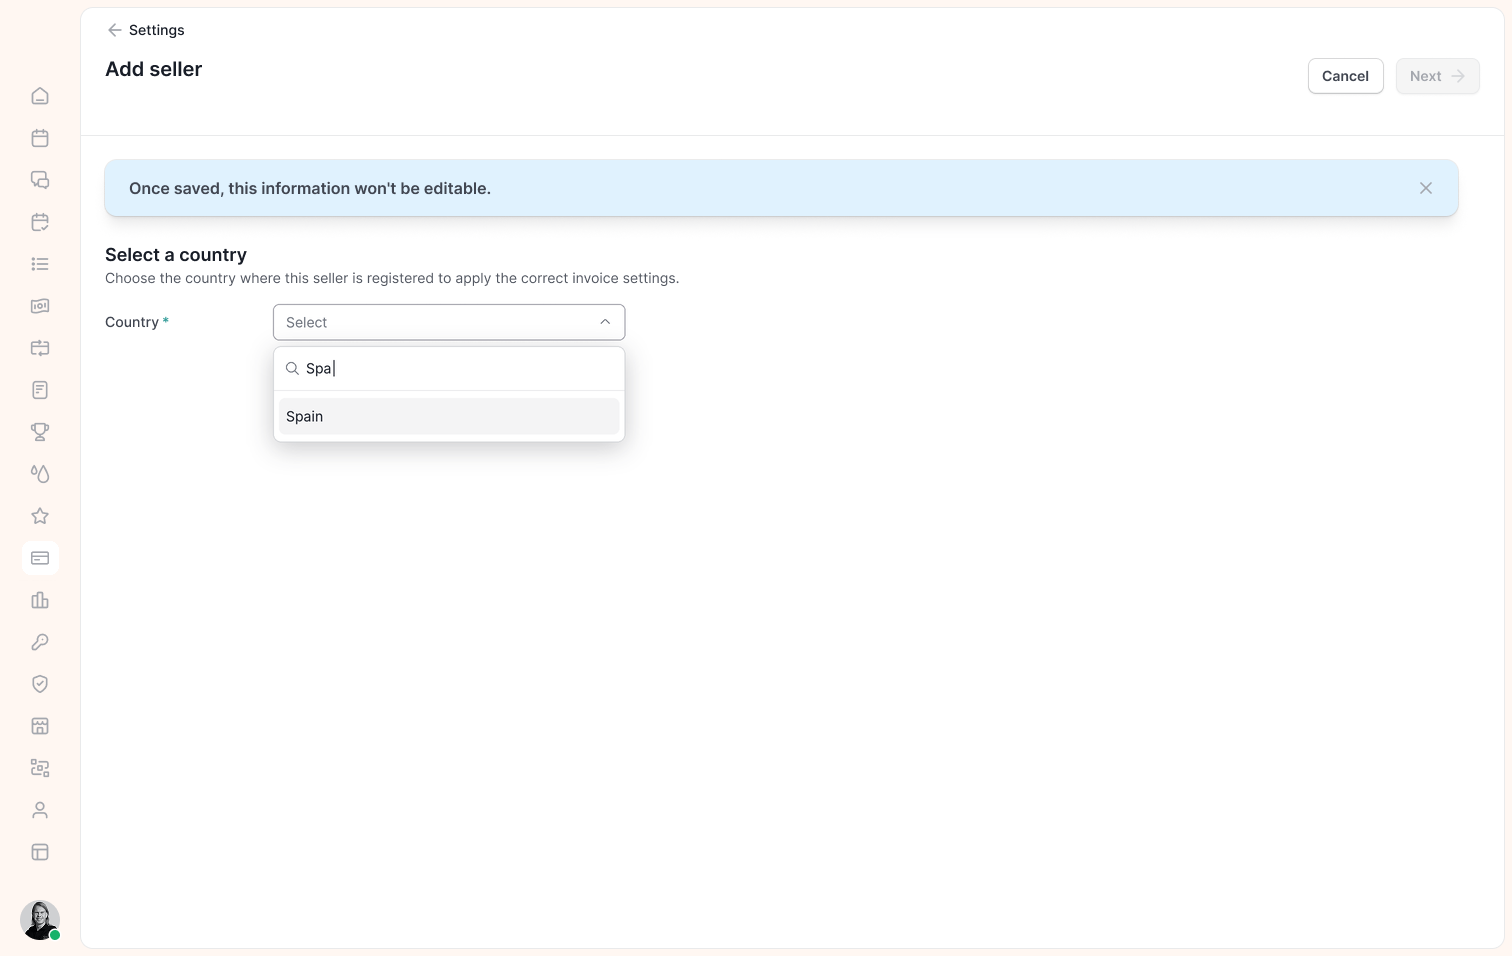 Settings
Add seller
Cancel
Next
Once saved, this information won't be editable.
Select a country
Choose the country where this seller is registered to apply the correct invoice settings.
Country *
Select
Spa
Spain